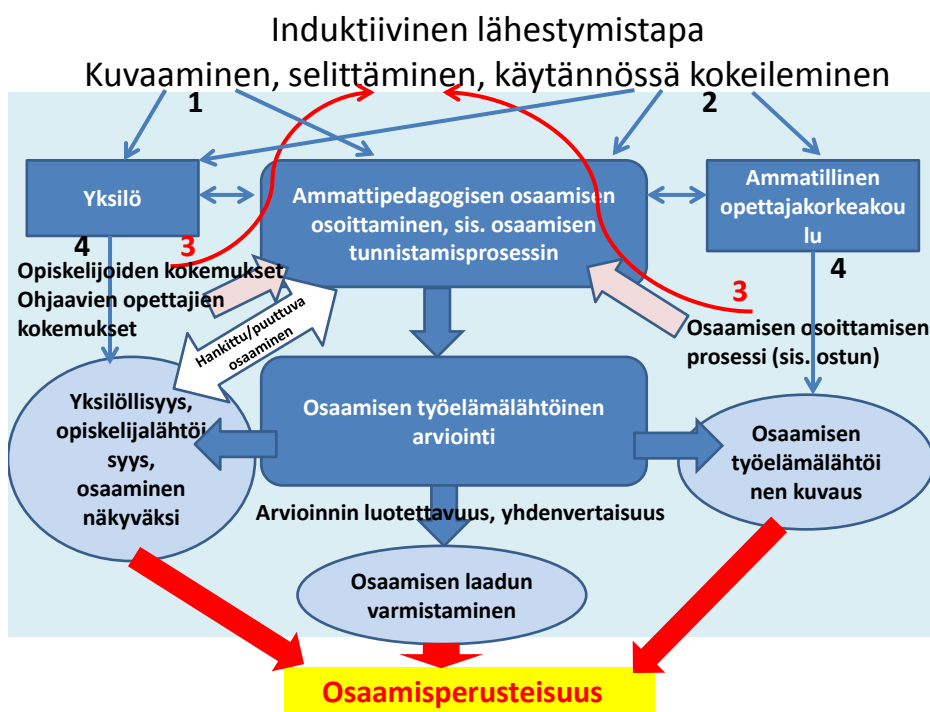 Induktiivinen lähestymistapa
Kuvaaminen, selittäminen, käytännössä kokeileminen
1
2
Yksilö
Ammattipedagogisen osaamisen
osoittaminen, sis. osaamisen
tunnistamisprosessin
Ammatillinen
opettajakorkeakou
lu
4
3
4
3
Opiskelijoiden kokemukset
Ohjaavien opettajien
kokemukset
Hankittu/puuttuva
osaaminen
Osaamisen osoittamisen
prosessi (sis. ostun)
Yksilöllisyys,
opiskelijalähtöi
syys,
osaaminen
näkyväksi
Osaamisen työelämälähtöinen
arviointi
Osaamisen
työelämälähtöi
nen kuvaus
Arvioinnin luotettavuus, yhdenvertaisuus
Osaamisen laadun
varmistaminen
Osaamisperusteisuus